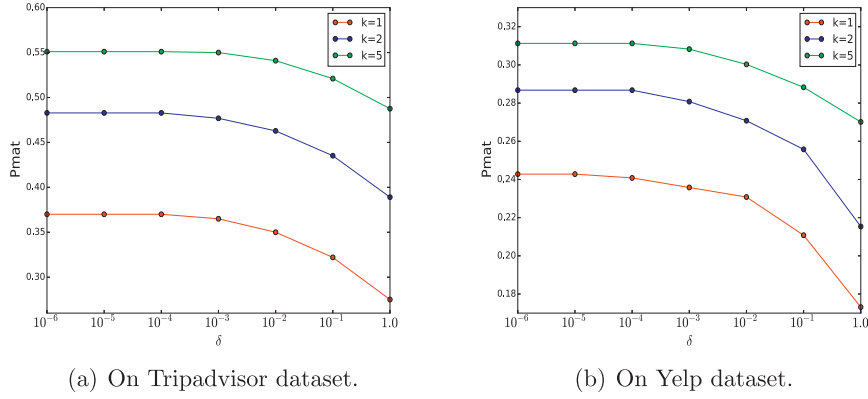 0.60
0.55
0.50
0.45
0.40
0.35
0.30
Pmat
k=1
k=2
k=5
10⁻⁶ 10⁻⁵ 10⁻⁴ 10⁻³ 10⁻² 10⁻¹ 1.0
δ
(a) On Tripadvisor dataset.
0.32
0.30
0.28
0.26
0.24
0.22
0.20
0.18
Pmat
k=1
k=2
k=5
10⁻⁶ 10⁻⁵ 10⁻⁴ 10⁻³ 10⁻² 10⁻¹ 1.0
δ
(b) On Yelp dataset.